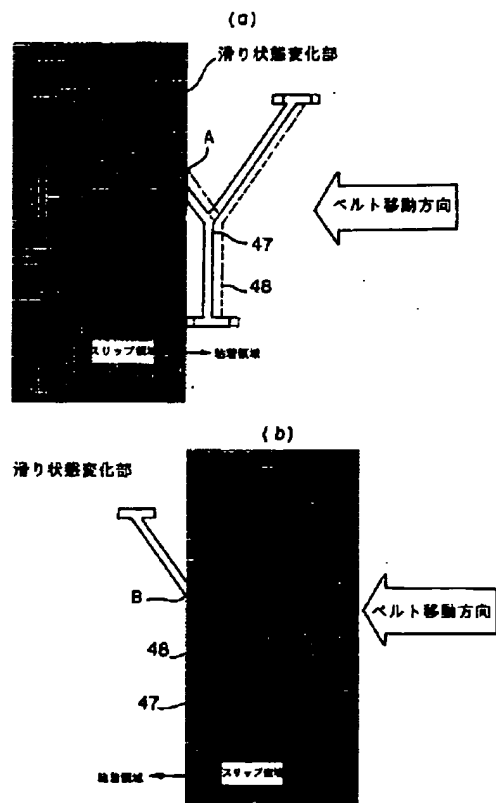 (a)
滑り状態変化部
A
ベルト移動方向
47
48
スリップ領域
粘着領域
(b)
滑り状態変化部
B
ベルト移動方向
48
47
粘着領域
スリップ領域